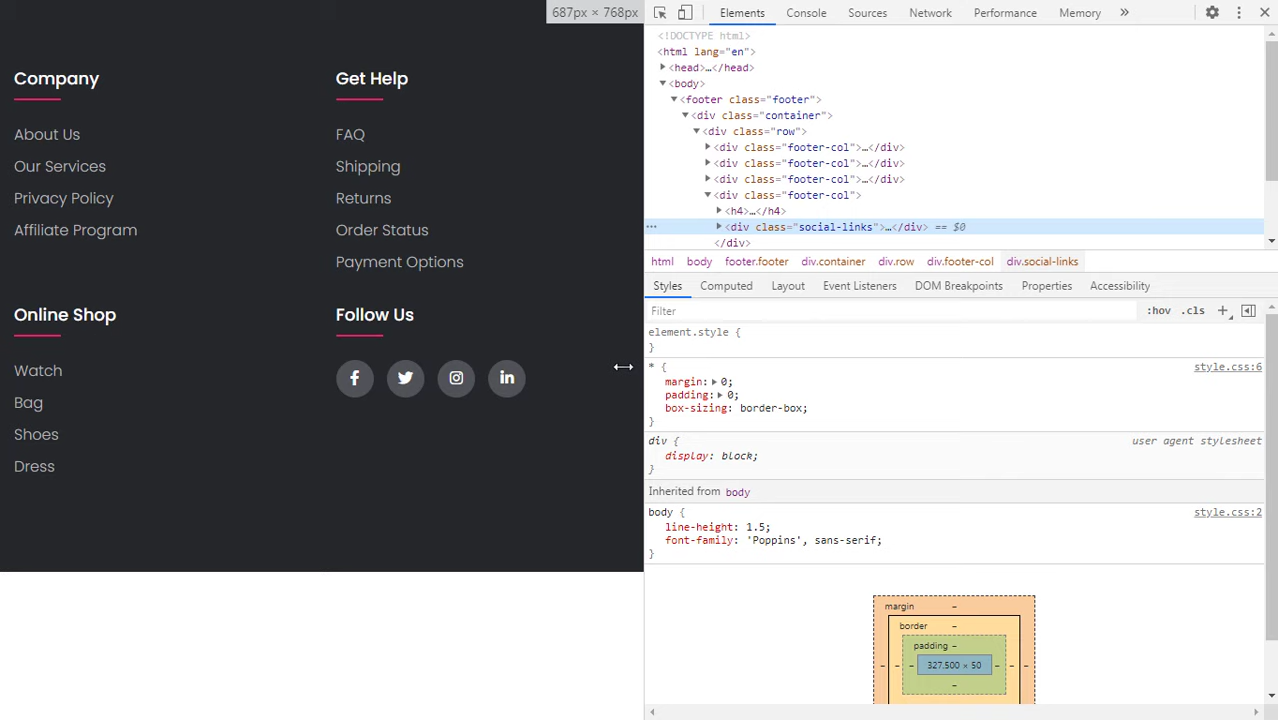 687px × 768px
Company
About Us
Our Services
Privacy Policy
Affiliate Program
Get Help
FAQ
Shipping
Returns
Order Status
Payment Options
Online Shop
Watch
Bag
Shoes
Dress
Follow Us
Elements Console Sources Network Performance Memory »
<!DOCTYPE html>
<html lang="en">
<head>…</head>
<body>
<footer class="footer">
<div class="container">
<div class="row">
<div class="footer-col">…</div>
<div class="footer-col">…</div>
<div class="footer-col">…</div>
<div class="footer-col">
<h4>…</h4>
… <div class="social-links">…</div> == $0
</div>
html body footer.footer div.container div.row div.footer-col div.social-links
Styles Computed Layout Event Listeners DOM Breakpoints Properties Accessibility
Filter :hov .cls +
element.style {
}
* { style.css:6
margin: 0;
padding: 0;
box-sizing: border-box;
}
div { user agent stylesheet
display: block;
}
Inherited from body
body { style.css:2
line-height: 1.5;
font-family: 'Poppins', sans-serif;
}
margin –
border –
padding –
– – – 327.500 × 50 – – –
–